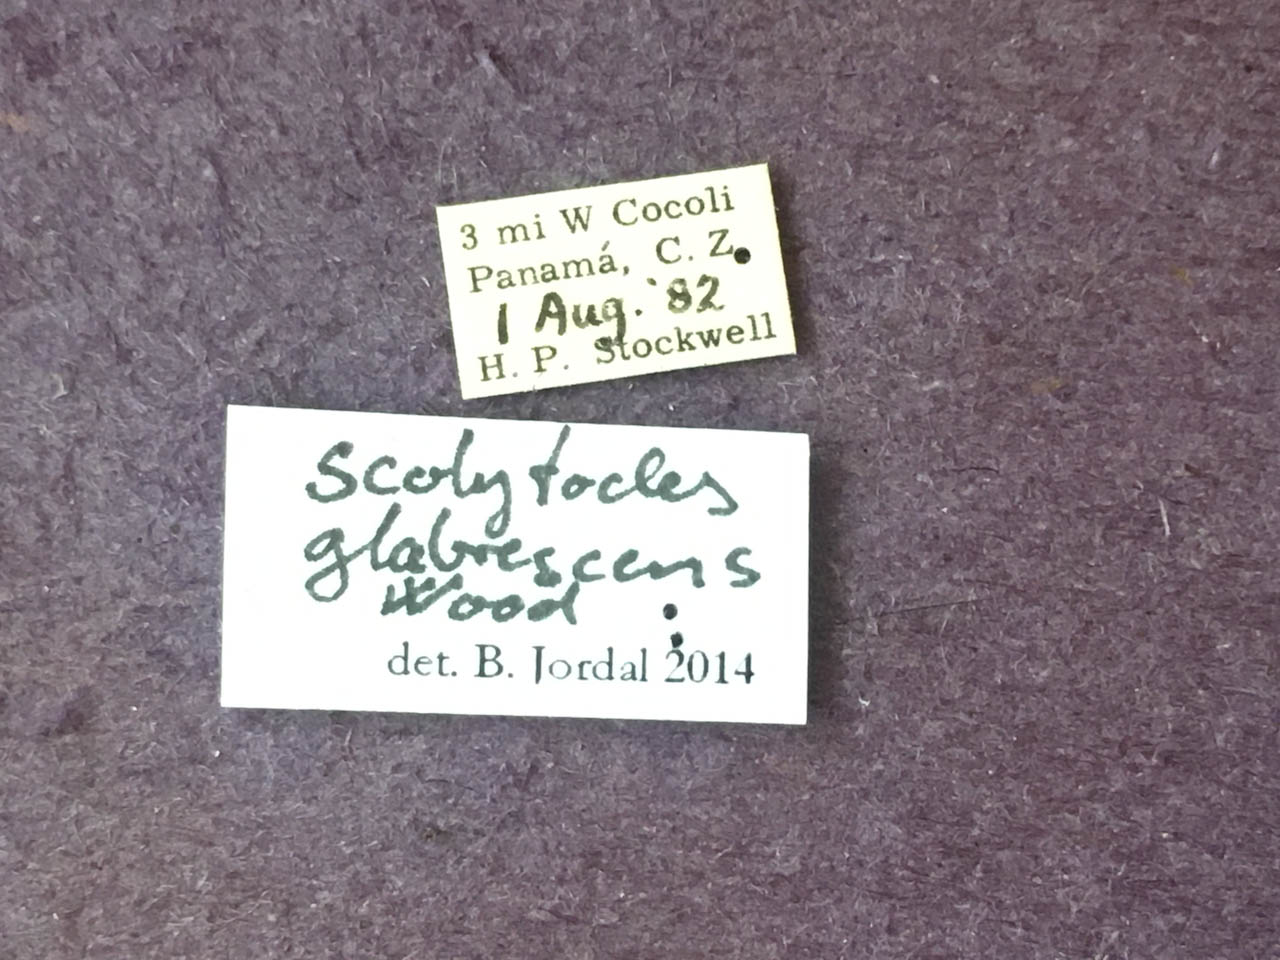 3 mi W Cocoli
Panamá, C. Z.
1 Aug. '82
H. P. Stockwell
Scolytodes
glabrescens
Wood
det. B. Jordal 2014